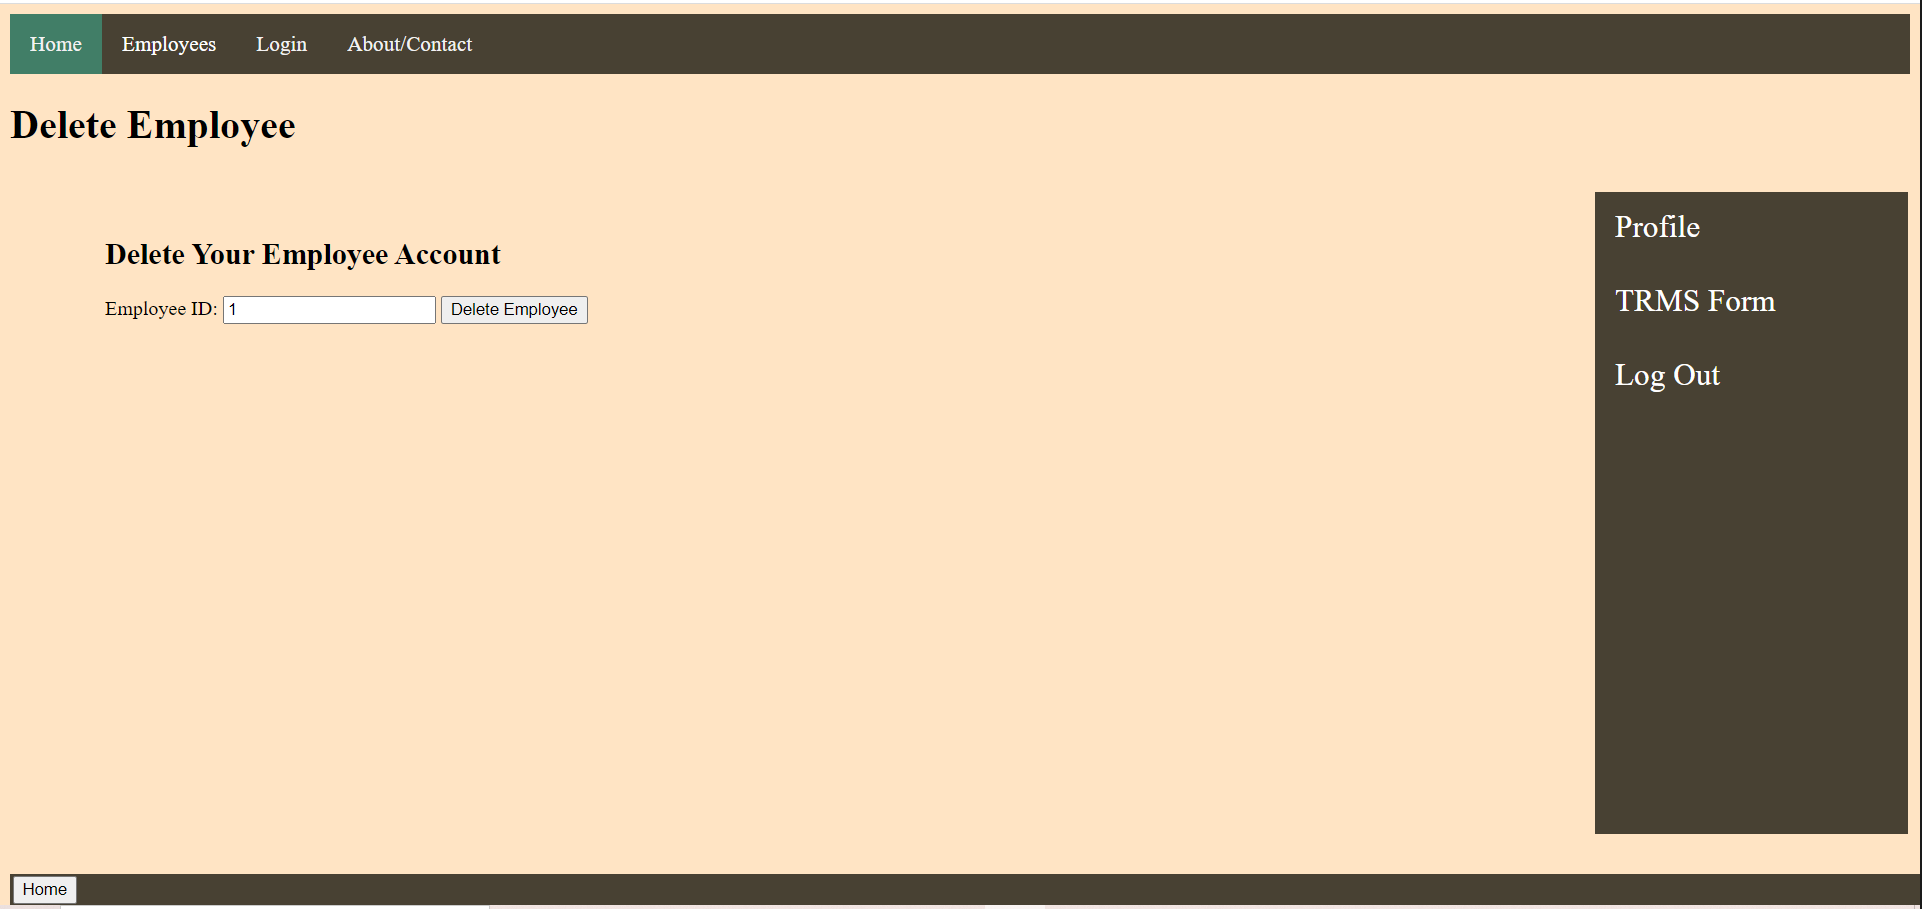 Home Employees Login About/Contact
Delete Employee
Delete Your Employee Account
Employee ID: 1 Delete Employee
Profile
TRMS Form
Log Out
Home